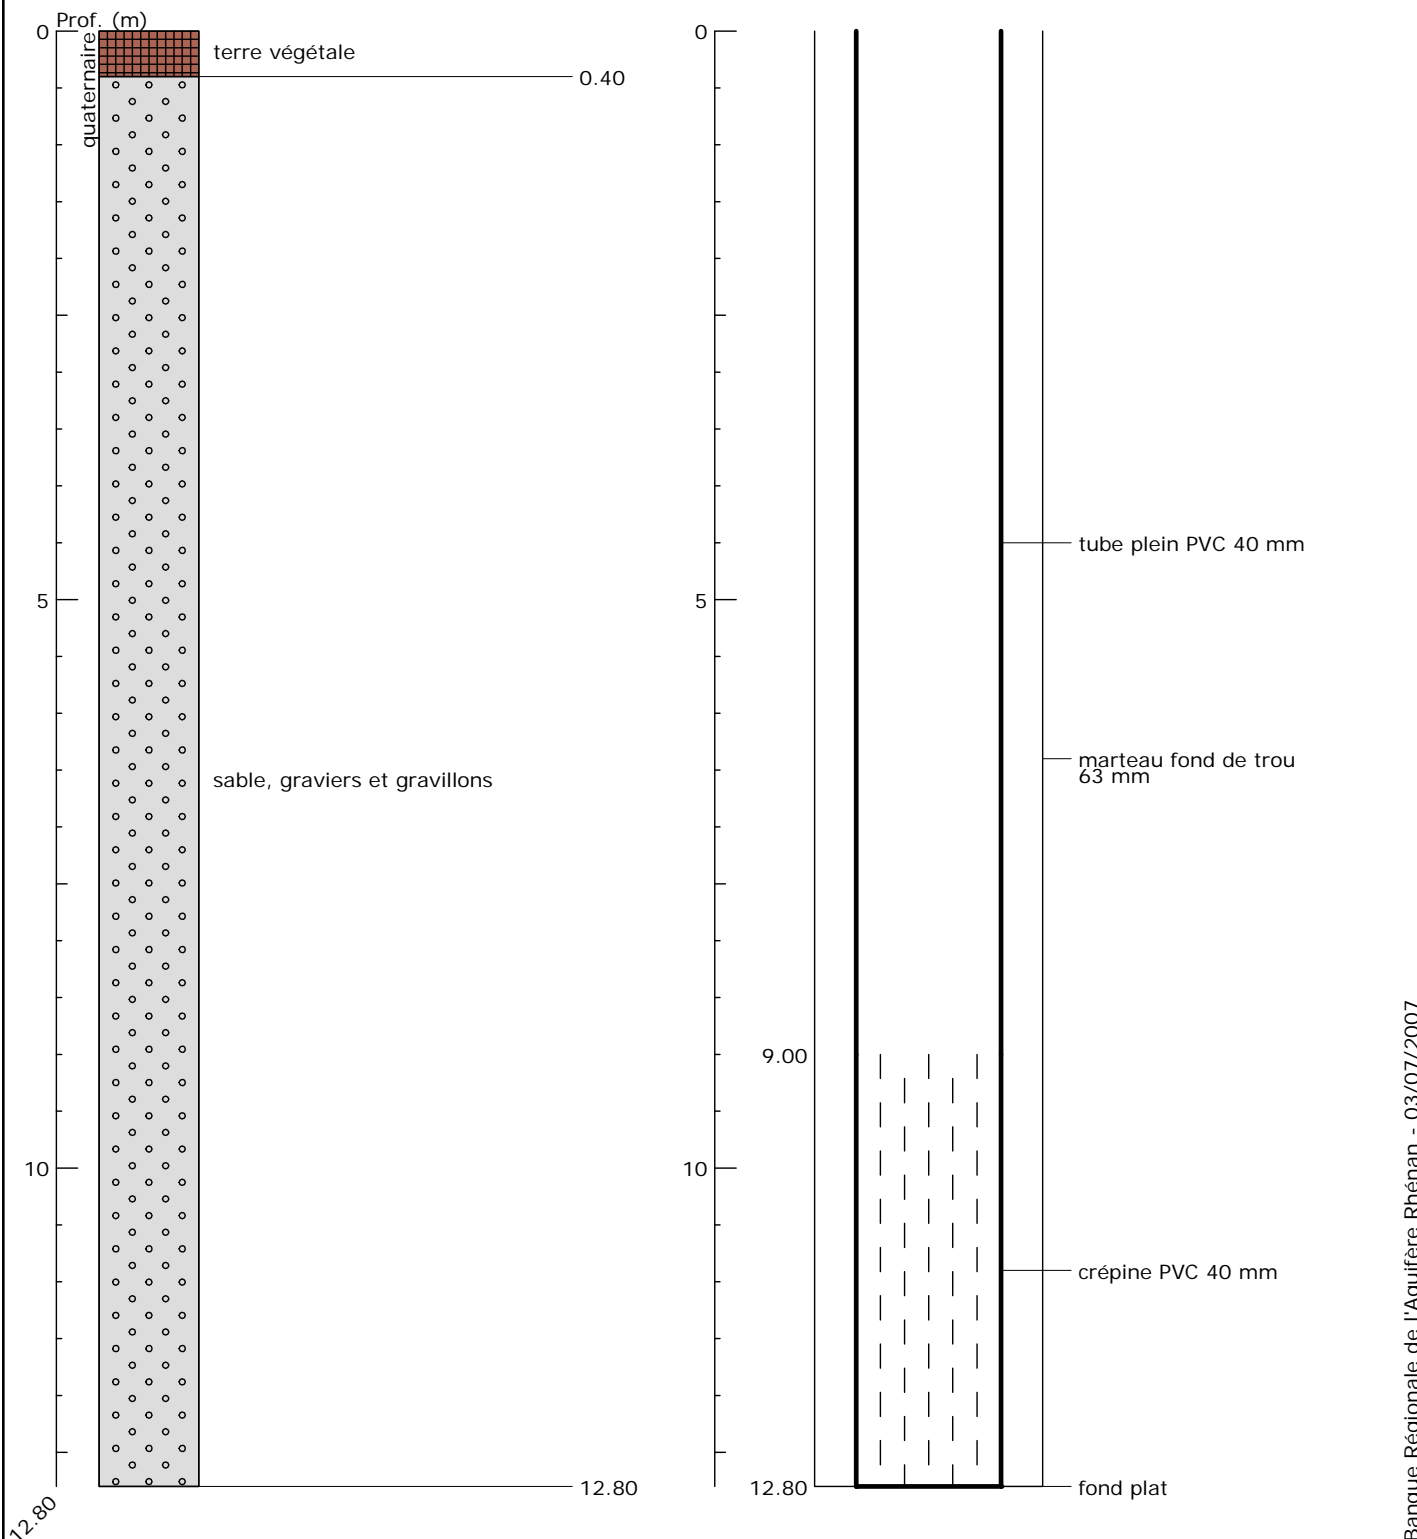 Prof. (m)
0
quaternaire
terre végétale
0.40
5
sable, graviers et gravillons
10
12.80
12.80
0
tube plein PVC 40 mm
5
marteau fond de trou
63 mm
9.00
10
crépine PVC 40 mm
12.80
fond plat
Banque Régionale de l'Aquifère Rhénan - 03/07/2007